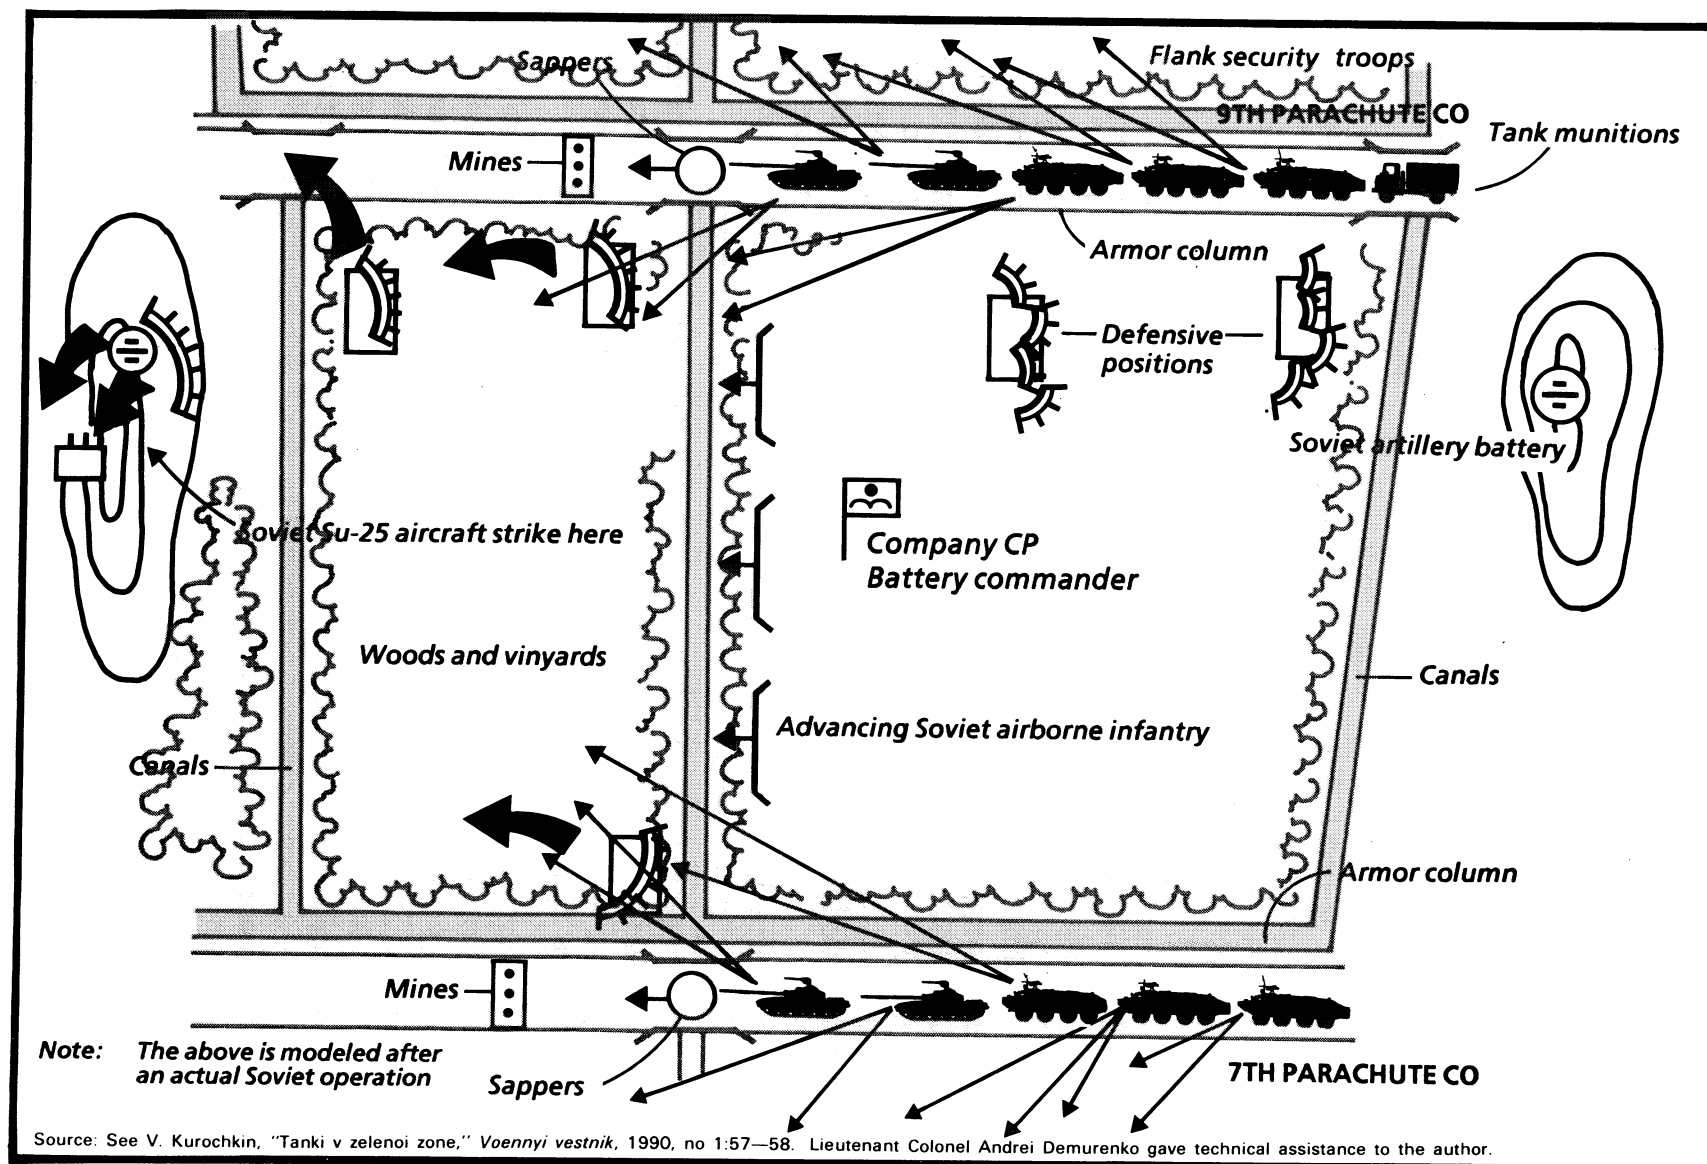 Sappers
Flank security troops
9TH PARACHUTE CO
Tank munitions
Mines
Armor column
Defensive
positions
Soviet artillery battery
Soviet Su-25 aircraft strike here
Company CP
Battery commander
Woods and vinyards
Canals
Advancing Soviet airborne infantry
Canals
Armor column
Mines
Note: The above is modeled after
an actual Soviet operation
Sappers
7TH PARACHUTE CO
Source: See V. Kurochkin, "Tanki v zelenoi zone," Voennyi vestnik, 1990, no 1:57—58. Lieutenant Colonel Andrei Demurenko gave technical assistance to the author.